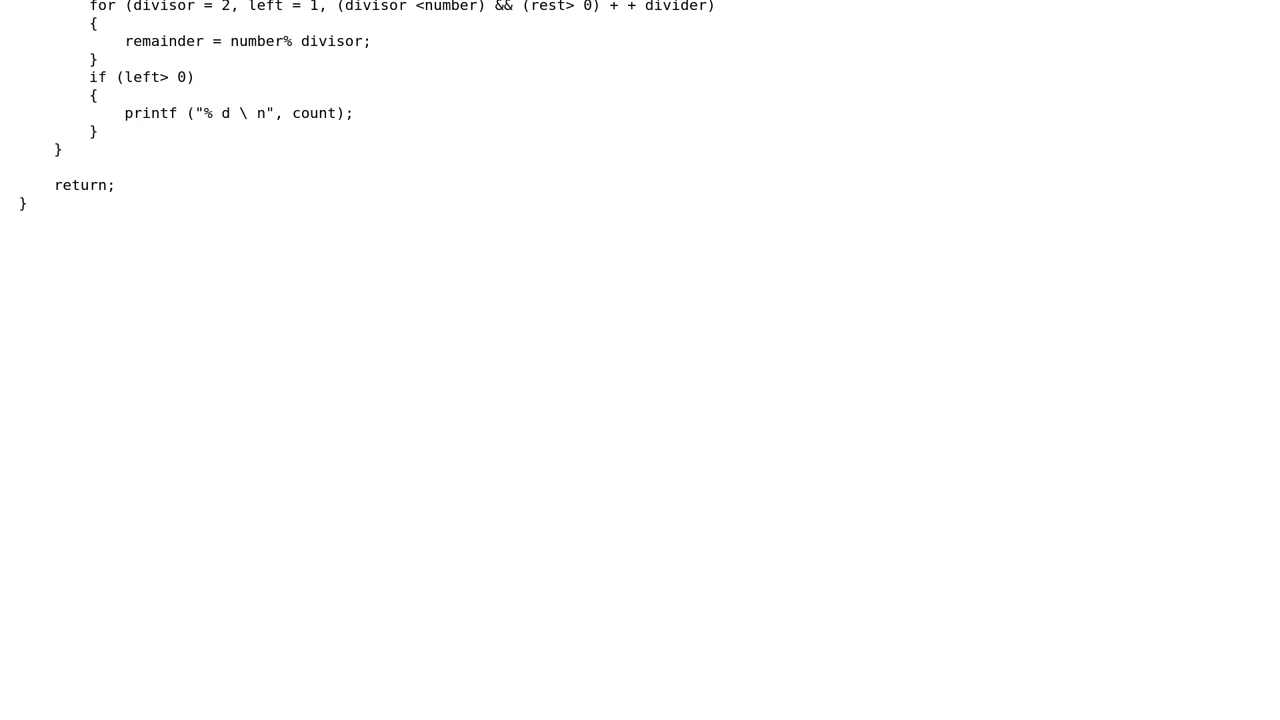 for (divisor = 2, left = 1, (divisor <number) && (rest> 0) + + divider)
{
remainder = number% divisor;
}
if (left> 0)
{
printf ("% d \ n", count);
}
}
return;
}